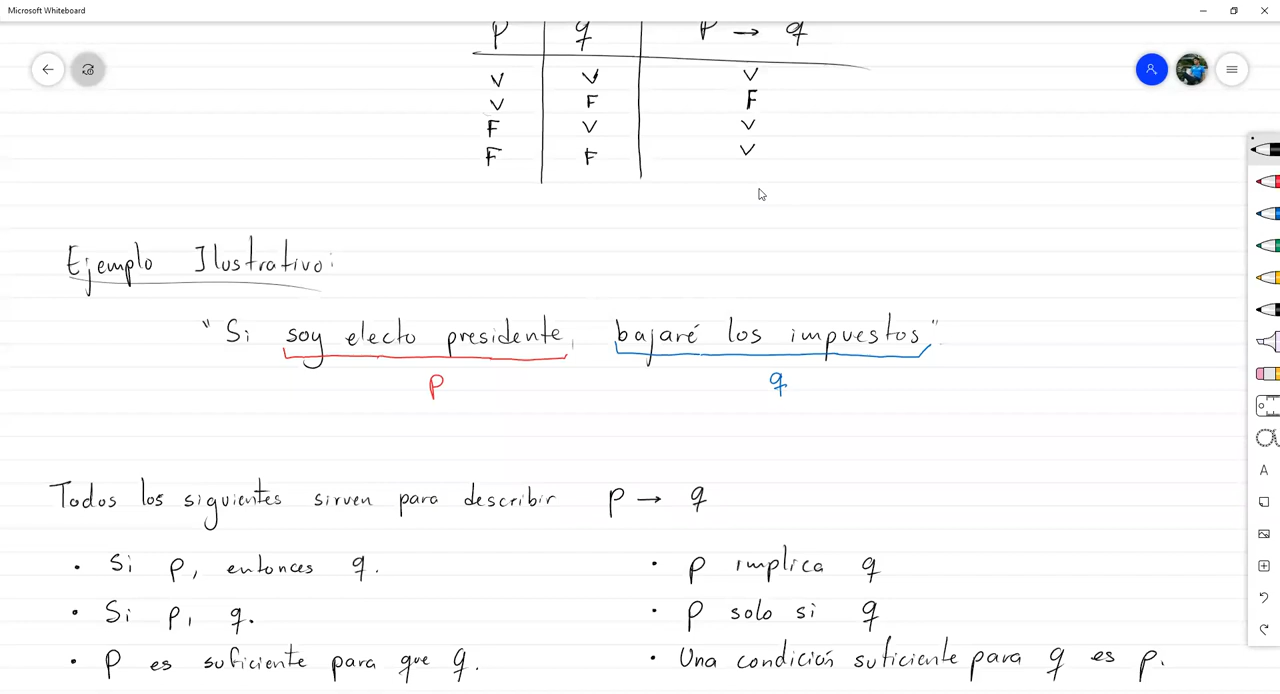 Microsoft Whiteboard
P q P → q
V V V
V F F
F V V
F F V
Ejemplo Ilustrativo:
"Si soy electo presidente, bajaré los impuestos".
p q
Todos los siguientes sirven para describir p → q
• Si p, entonces q. • p implica q
• Si p, q. • p solo si q
• P es suficiente para que q. • Una condición suficiente para q es p.
A